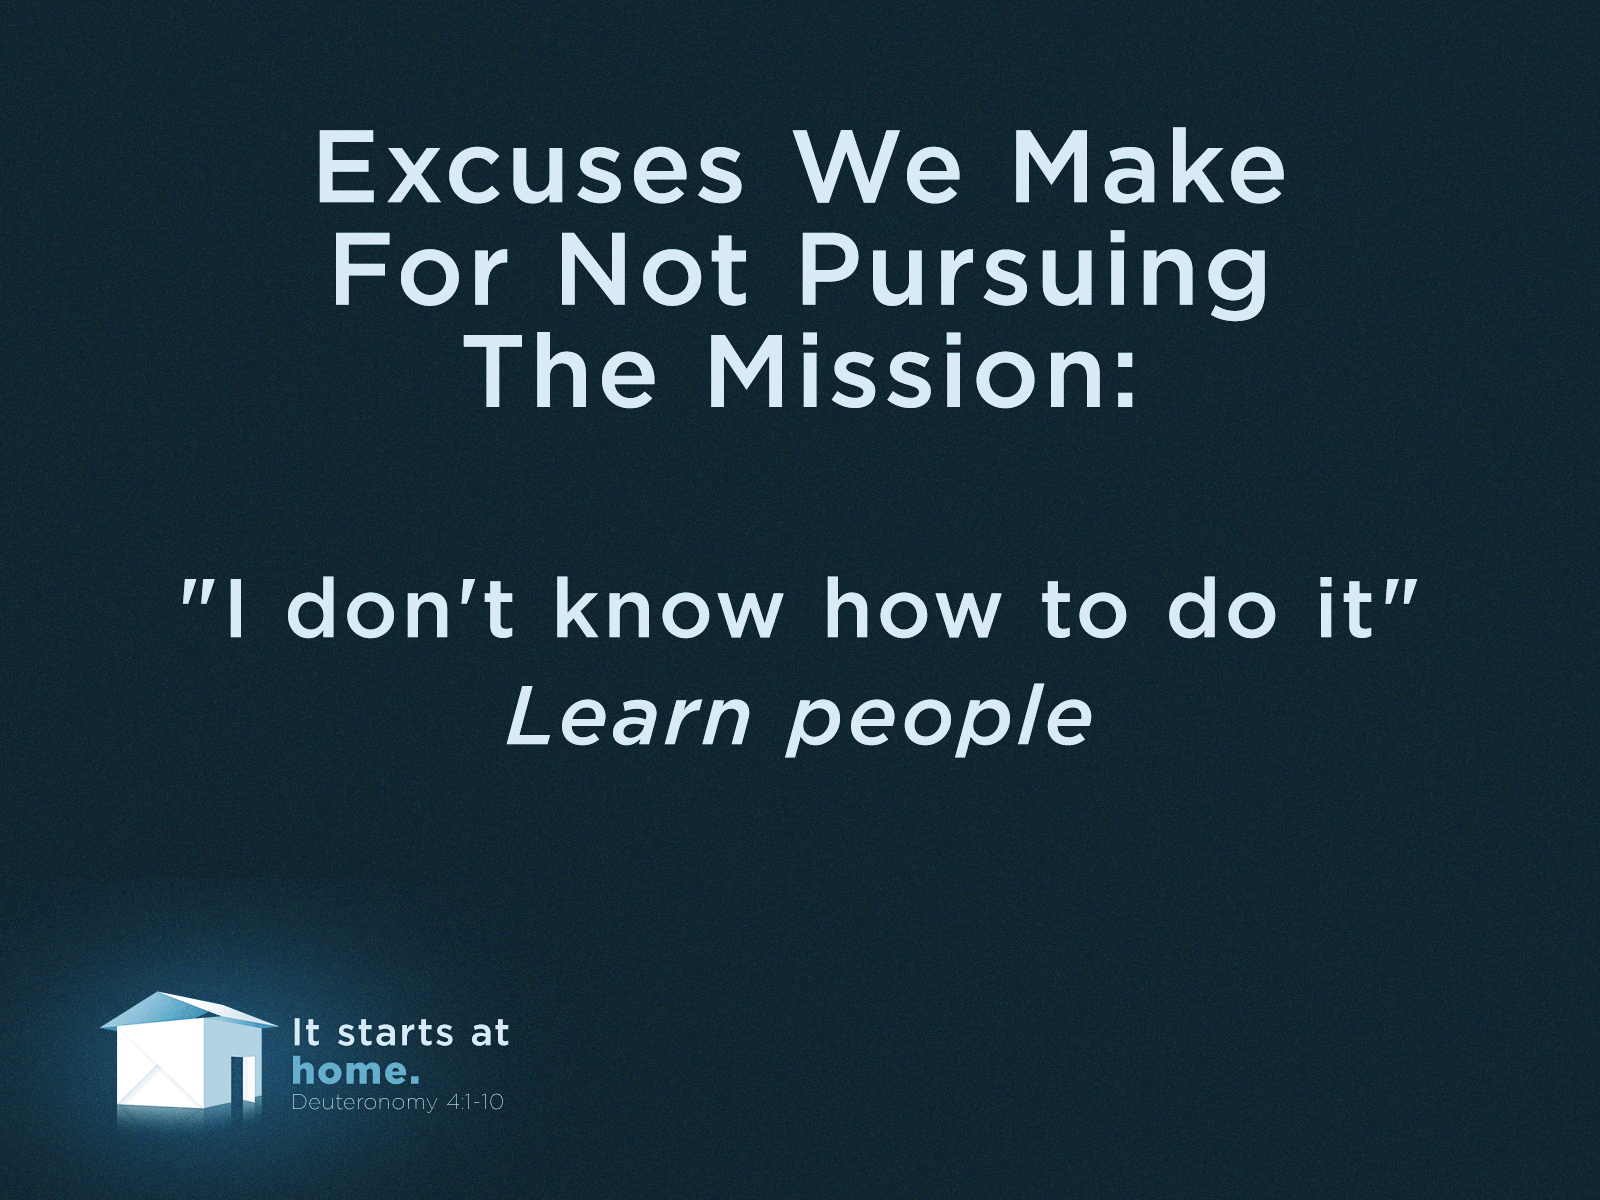 Excuses We Make
For Not Pursuing
The Mission:
"I don't know how to do it"
Learn people
It starts at
home.
Deuteronomy 4:1-10